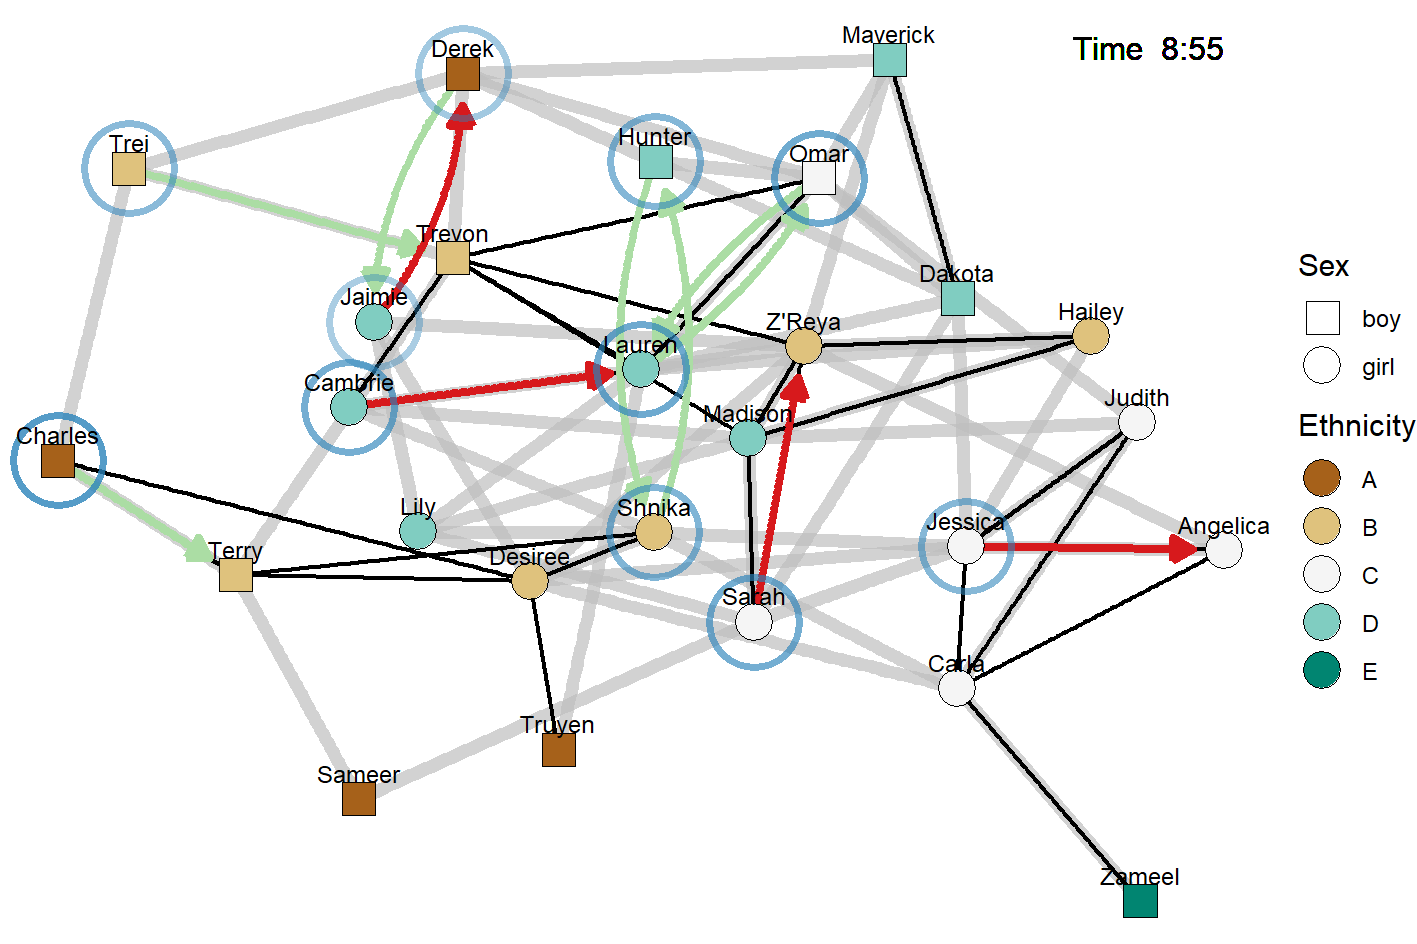 Maverick
Derek
Time 8:55
Trei
Hunter
Omar
Trevon
Dakota
Sex
Jaimie
Z'Reya
Hailey
boy
Lauren
girl
Cambrie
Judith
Madison
Ethnicity
Charles
A
Lily
Shnika
Jessica
Angelica
B
Terry
Desiree
C
Sarah
D
Carla
E
Truyen
Sameer
Zameel